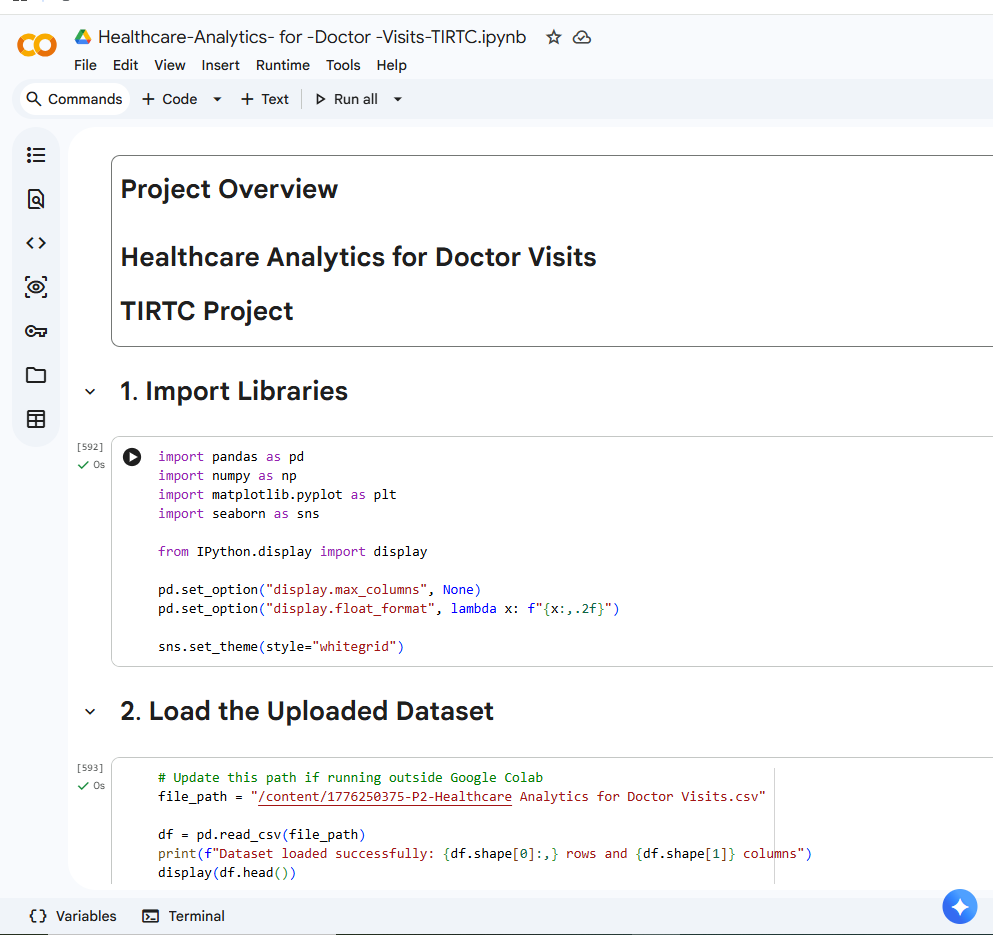 Healthcare-Analytics- for -Doctor -Visits-TIRTC.ipynb
File Edit View Insert Runtime Tools Help
Commands + Code + Text Run all
Project Overview
Healthcare Analytics for Doctor Visits
TIRTC Project
1. Import Libraries
[592]
0s
import pandas as pd
import numpy as np
import matplotlib.pyplot as plt
import seaborn as sns
from IPython.display import display
pd.set_option("display.max_columns", None)
pd.set_option("display.float_format", lambda x: f"{x:,.2f}")
sns.set_theme(style="whitegrid")
2. Load the Uploaded Dataset
[593]
0s
# Update this path if running outside Google Colab
file_path = "/content/1776250375-P2-Healthcare Analytics for Doctor Visits.csv"
df = pd.read_csv(file_path)
print(f"Dataset loaded successfully: {df.shape[0]:,} rows and {df.shape[1]} columns")
display(df.head())
Variables Terminal